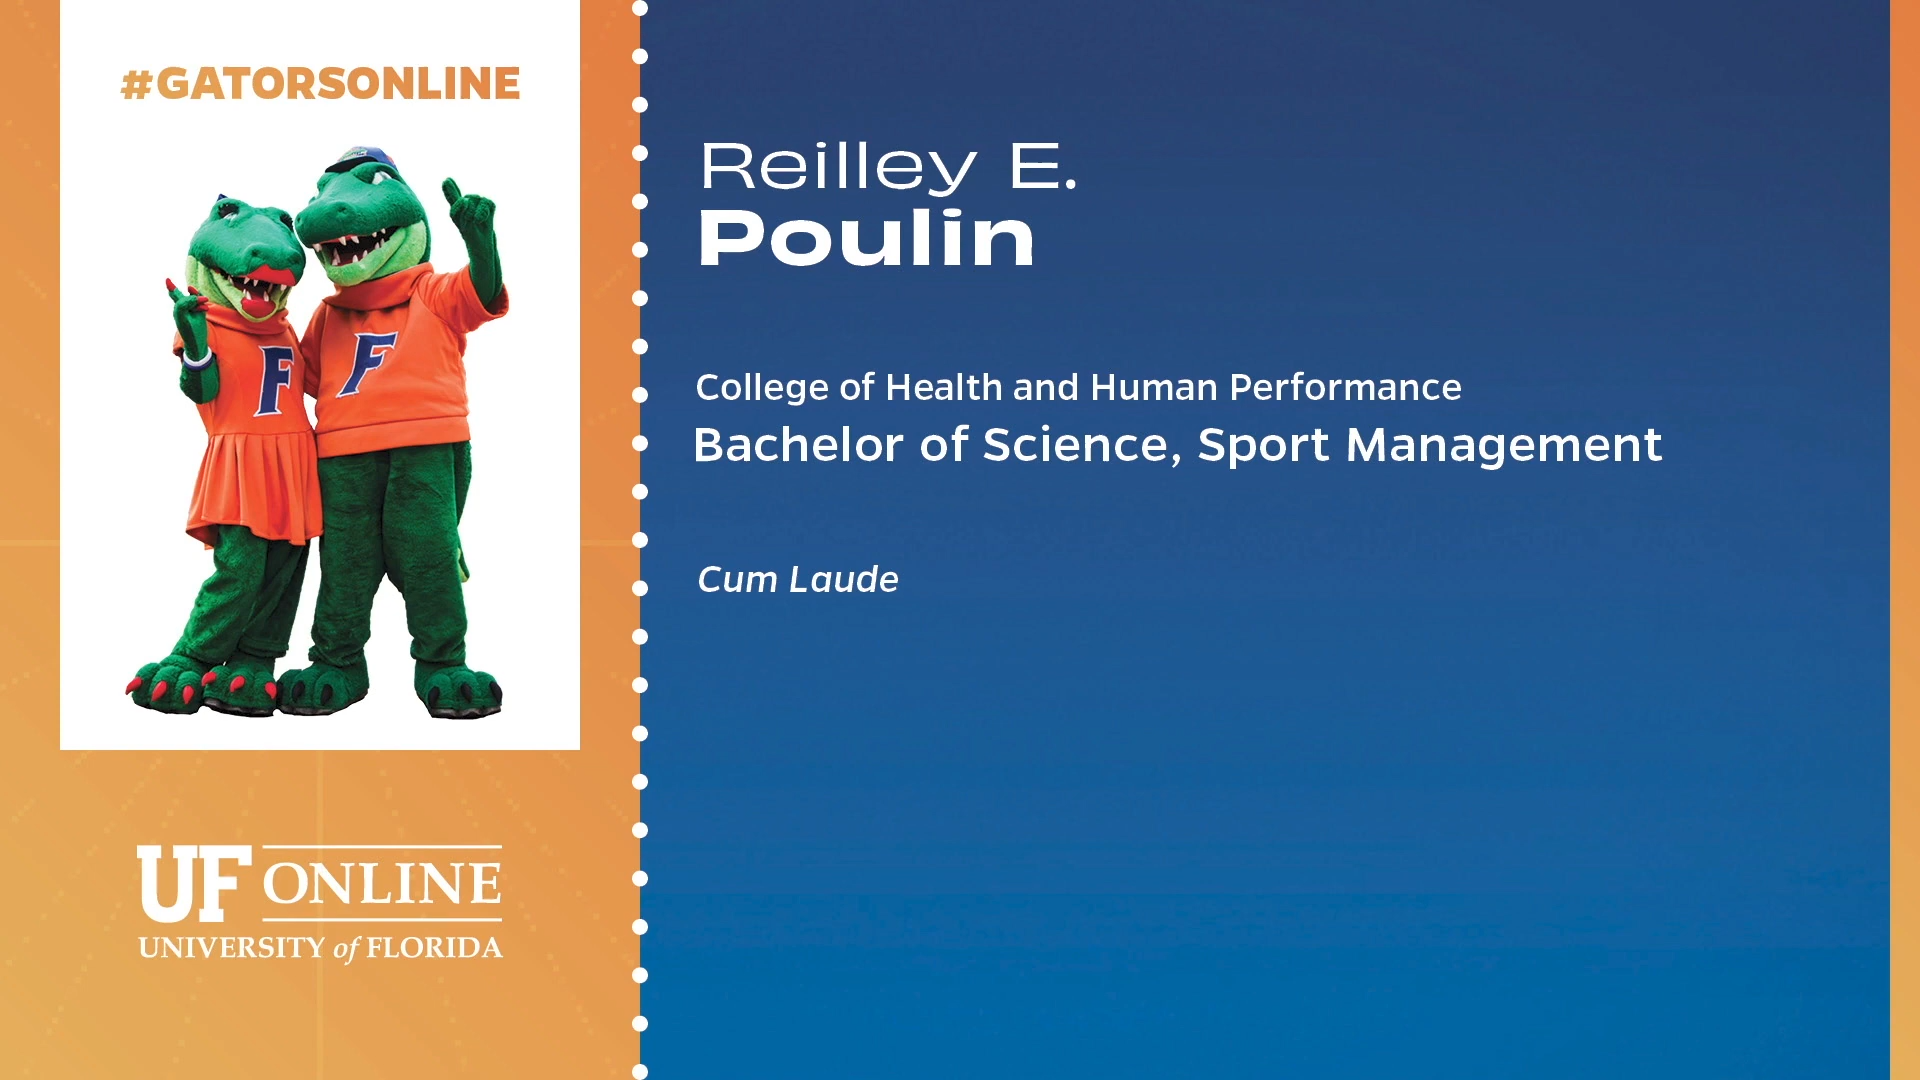 #GATORSONLINE
F F
UF ONLINE
UNIVERSITY of FLORIDA
Reilley E.
Poulin
College of Health and Human Performance
Bachelor of Science, Sport Management
Cum Laude